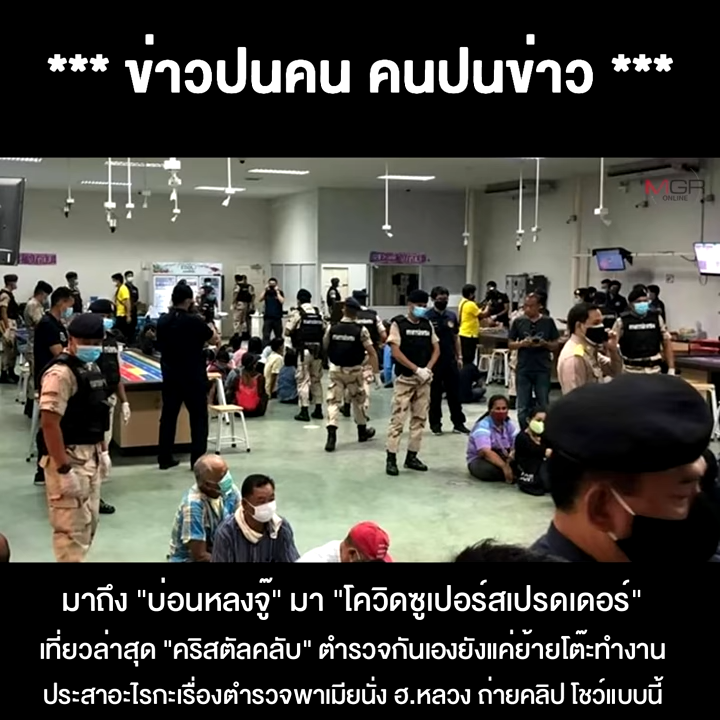 *** ข่าวปนคน คนปนข่าว ***
MGR
ONLINE
มาถึง "บ่อนหลงจู๊" มา "โควิดซูเปอร์สเปรดเดอร์"
เที่ยวล่าสุด "คริสตัลคลับ" ตำรวจกันเองยังแค่ย้ายโต๊ะทำงาน
ประสาอะไรกะเรื่องตำรวจพาเมียนั่ง ฮ.หลวง ถ่ายคลิป โชว์แบบนี้